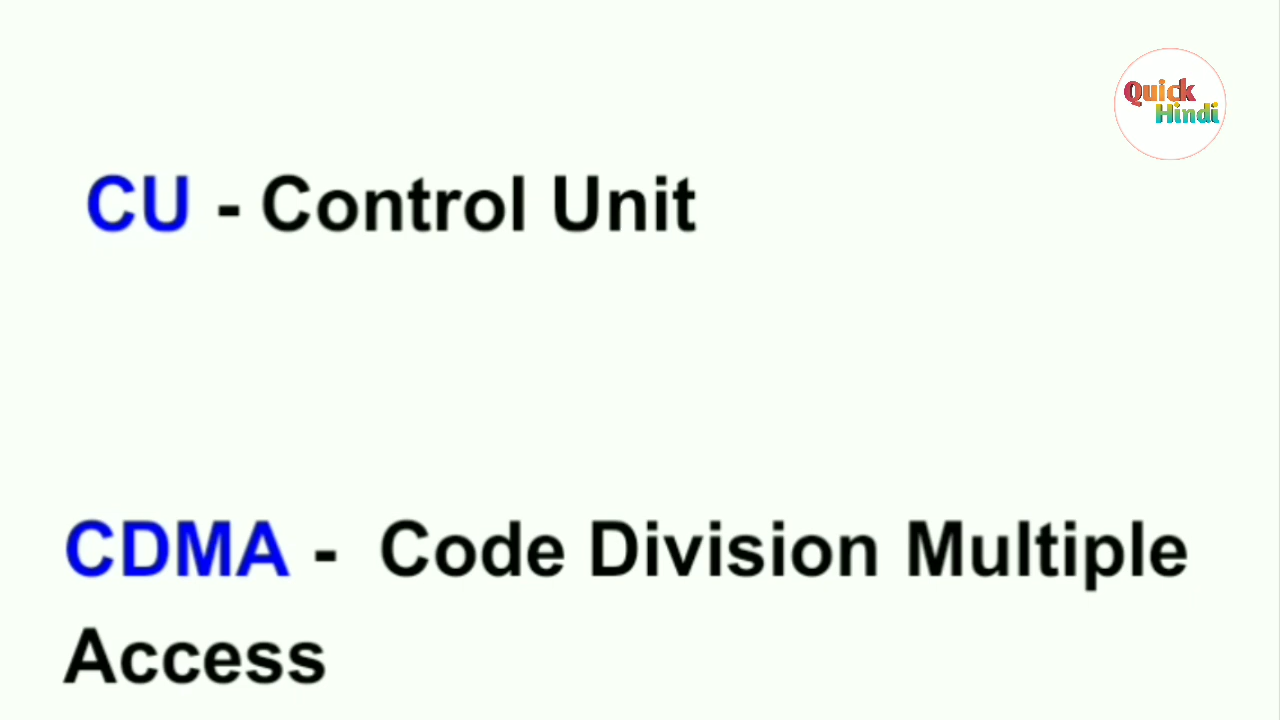 Quick
Hindi
CU - Control Unit
CDMA - Code Division Multiple
Access